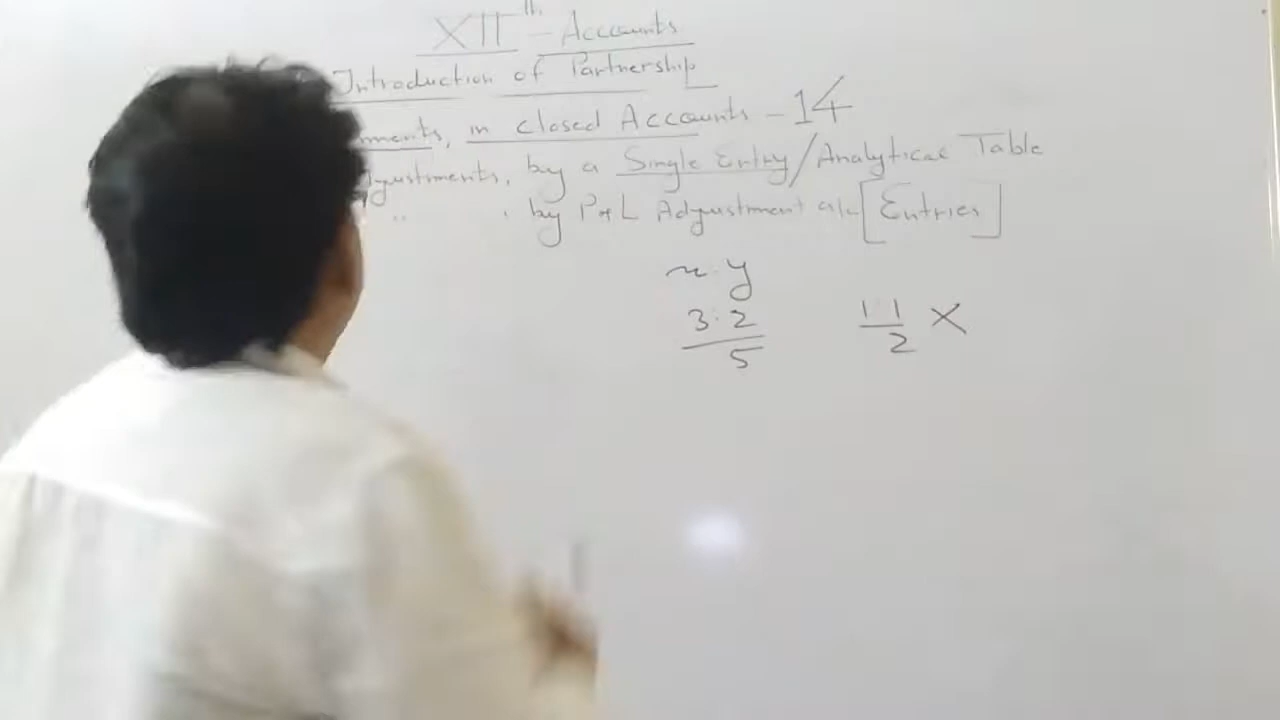 XIIth - Accounts
Introduction of Partnership
ments, in closed Accounts - 14
djustments, by a Single Entry/Analytical Table
" , by P&L Adjustment a/c [Entries]
x : y
3 : 2 1 : 1 X
5 2